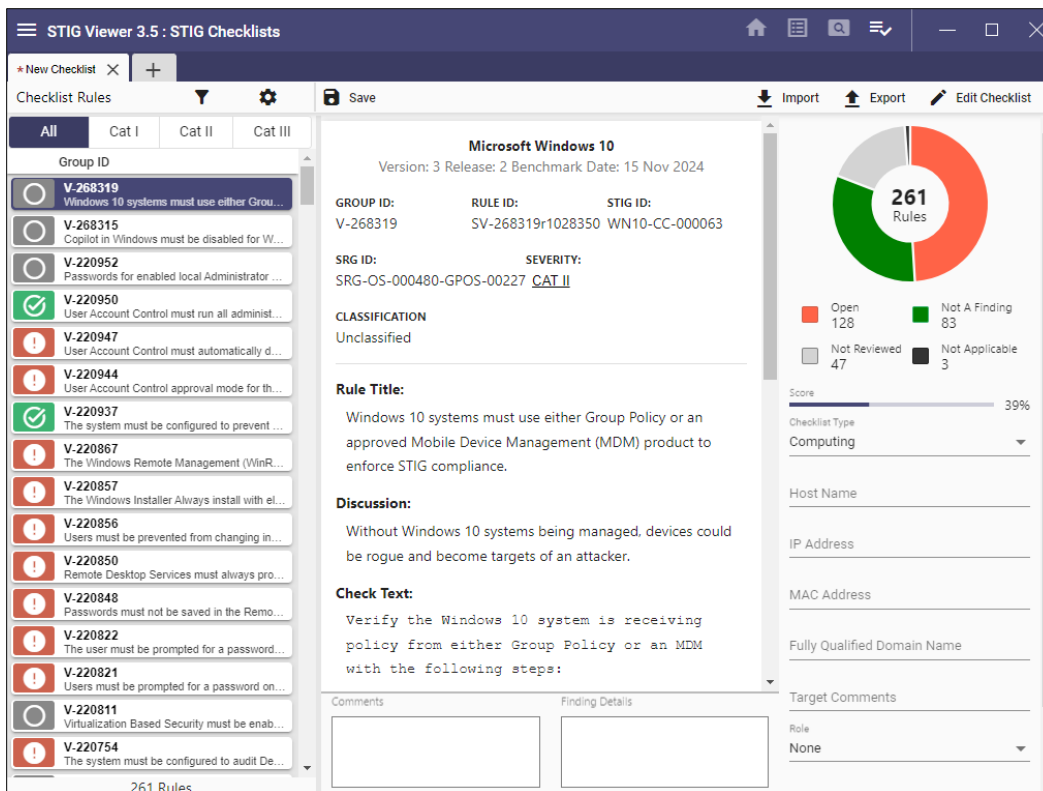 STIG Viewer 3.5 : STIG Checklists
* New Checklist
Checklist Rules
Save
Import
Export
Edit Checklist
All
Cat I
Cat II
Cat III
Group ID
V-268319
Windows 10 systems must use either Grou...
V-268315
Copilot in Windows must be disabled for W...
V-220952
Passwords for enabled local Administrator ...
V-220950
User Account Control must run all administ...
V-220947
User Account Control must automatically d...
V-220944
User Account Control approval mode for th...
V-220937
The system must be configured to prevent ...
V-220867
The Windows Remote Management (WinR...
V-220857
The Windows Installer Always install with el...
V-220856
Users must be prevented from changing in...
V-220850
Remote Desktop Services must always pro...
V-220848
Passwords must not be saved in the Remo...
V-220822
The user must be prompted for a password...
V-220821
Users must be prompted for a password on...
V-220811
Virtualization Based Security must be enab...
V-220754
The system must be configured to audit De...
261 Rules
Microsoft Windows 10
Version: 3 Release: 2 Benchmark Date: 15 Nov 2024
GROUP ID: RULE ID: STIG ID:
V-268319 SV-268319r1028350 WN10-CC-000063
SRG ID: SEVERITY:
SRG-OS-000480-GPOS-00227 CAT II
CLASSIFICATION
Unclassified
Rule Title:
Windows 10 systems must use either Group Policy or an
approved Mobile Device Management (MDM) product to
enforce STIG compliance.
Discussion:
Without Windows 10 systems being managed, devices could
be rogue and become targets of an attacker.
Check Text:
Verify the Windows 10 system is receiving
policy from either Group Policy or an MDM
with the following steps:
Comments
Finding Details
261
Rules
Open
128
Not A Finding
83
Not Reviewed
47
Not Applicable
3
Score
39%
Checklist Type
Computing
Host Name
IP Address
MAC Address
Fully Qualified Domain Name
Target Comments
Role
None